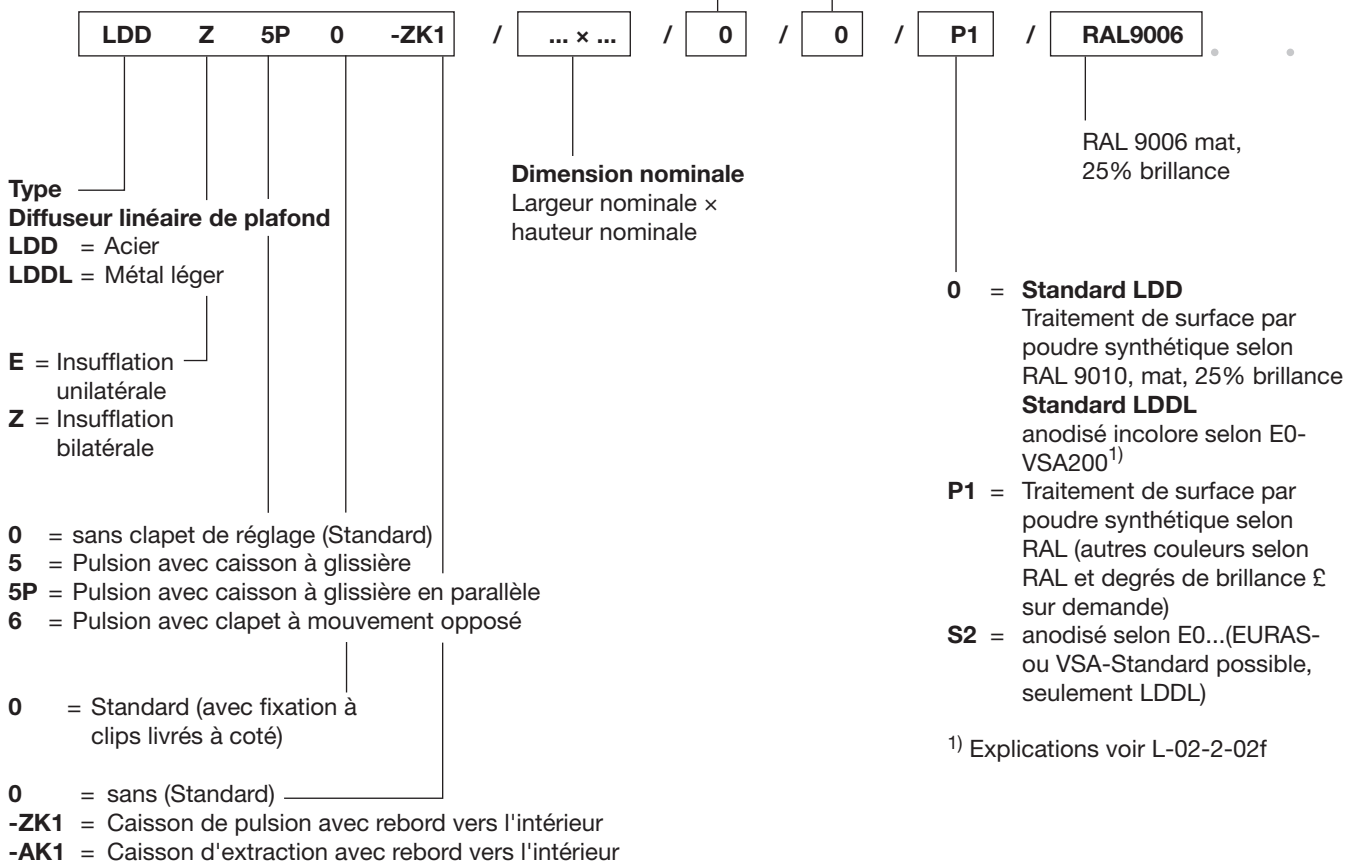 LDD Z 5P 0 -ZK1 / ... × ... / 0 / 0 / P1 / RAL9006
RAL 9006 mat,
25% brillance
Dimension nominale
Largeur nominale ×
hauteur nominale
Type
Diffuseur linéaire de plafond
LDD = Acier
LDDL = Métal léger
E = Insufflation
unilatérale
Z = Insufflation
bilatérale
0 = sans clapet de réglage (Standard)
5 = Pulsion avec caisson à glissière
5P = Pulsion avec caisson à glissière en parallèle
6 = Pulsion avec clapet à mouvement opposé
0 = Standard (avec fixation à
clips livrés à coté)
0 = sans (Standard)
-ZK1 = Caisson de pulsion avec rebord vers l'intérieur
-AK1 = Caisson d'extraction avec rebord vers l'intérieur
0 = Standard LDD
Traitement de surface par
poudre synthétique selon
RAL 9010, mat, 25% brillance
Standard LDDL
anodisé incolore selon E0-
VSA200 1)
P1 = Traitement de surface par
poudre synthétique selon
RAL (autres couleurs selon
RAL et degrés de brillance £
sur demande)
S2 = anodisé selon E0...(EURAS-
ou VSA-Standard possible,
seulement LDDL)
1) Explications voir L-02-2-02f